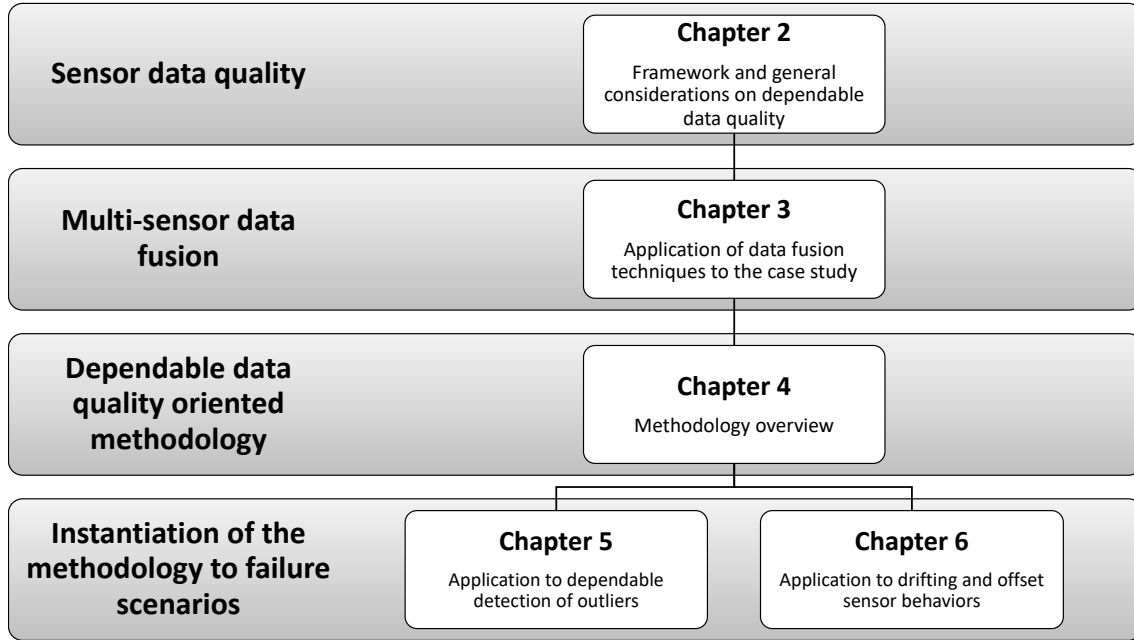 Sensor data quality
Chapter 2
Framework and general
considerations on dependable
data quality
Multi-sensor data
fusion
Chapter 3
Application of data fusion
techniques to the case study
Dependable data
quality oriented
methodology
Chapter 4
Methodology overview
Instantiation of the
methodology to failure
scenarios
Chapter 5
Application to dependable
detection of outliers
Chapter 6
Application to drifting and offset
sensor behaviors